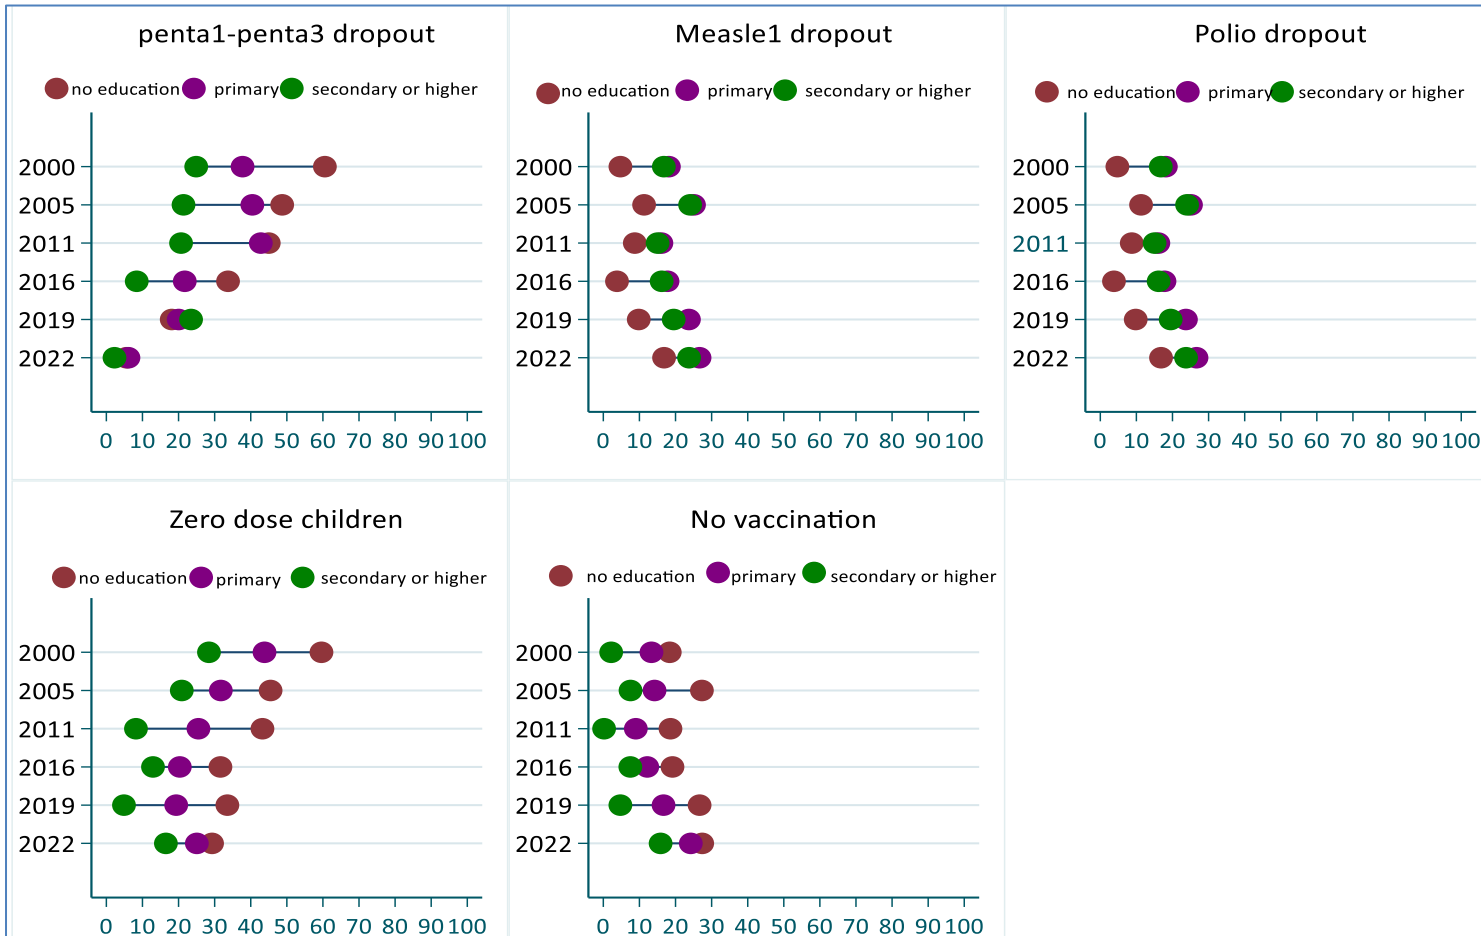 penta1-penta3 dropout
no education primary secondary or higher
2000
2005
2011
2016
2019
2022
0 10 20 30 40 50 60 70 80 90 100
Measle1 dropout
no education primary secondary or higher
2000
2005
2011
2016
2019
2022
0 10 20 30 40 50 60 70 80 90 100
Polio dropout
no education primary secondary or higher
2000
2005
2011
2016
2019
2022
0 10 20 30 40 50 60 70 80 90 100
Zero dose children
no education primary secondary or higher
2000
2005
2011
2016
2019
2022
0 10 20 30 40 50 60 70 80 90 100
No vaccination
no education primary secondary or higher
2000
2005
2011
2016
2019
2022
0 10 20 30 40 50 60 70 80 90 100